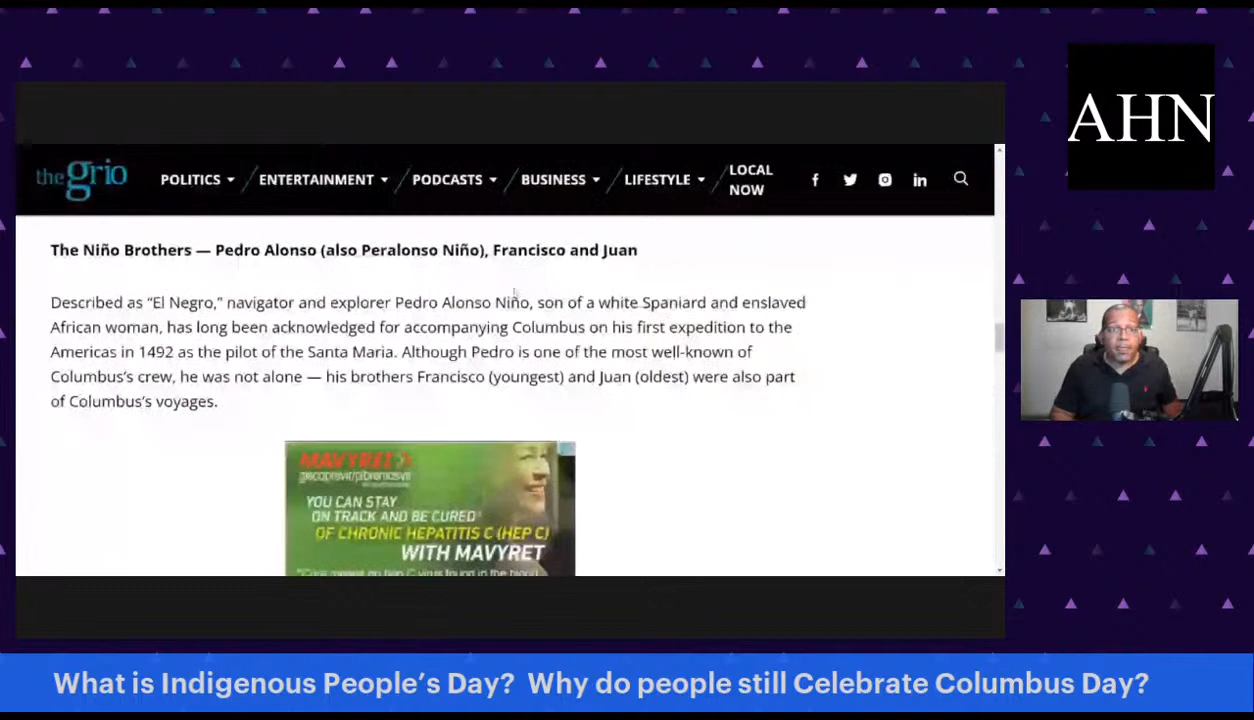 AHN
the grio
POLITICS
ENTERTAINMENT
PODCASTS
BUSINESS
LIFESTYLE
LOCAL
NOW
The Niño Brothers — Pedro Alonso (also Peralonso Niño), Francisco and Juan
Described as “El Negro,” navigator and explorer Pedro Alonso Niño, son of a white Spaniard and enslaved
African woman, has long been acknowledged for accompanying Columbus on his first expedition to the
Americas in 1492 as the pilot of the Santa Maria. Although Pedro is one of the most well-known of
Columbus’s crew, he was not alone — his brothers Francisco (youngest) and Juan (oldest) were also part
of Columbus’s voyages.
MAVYRET
YOU CAN STAY
ON TRACK AND BE CURED
OF CHRONIC HEPATITIS C (HEP C)
WITH MAVYRET
What is Indigenous People’s Day? Why do people still Celebrate Columbus Day?